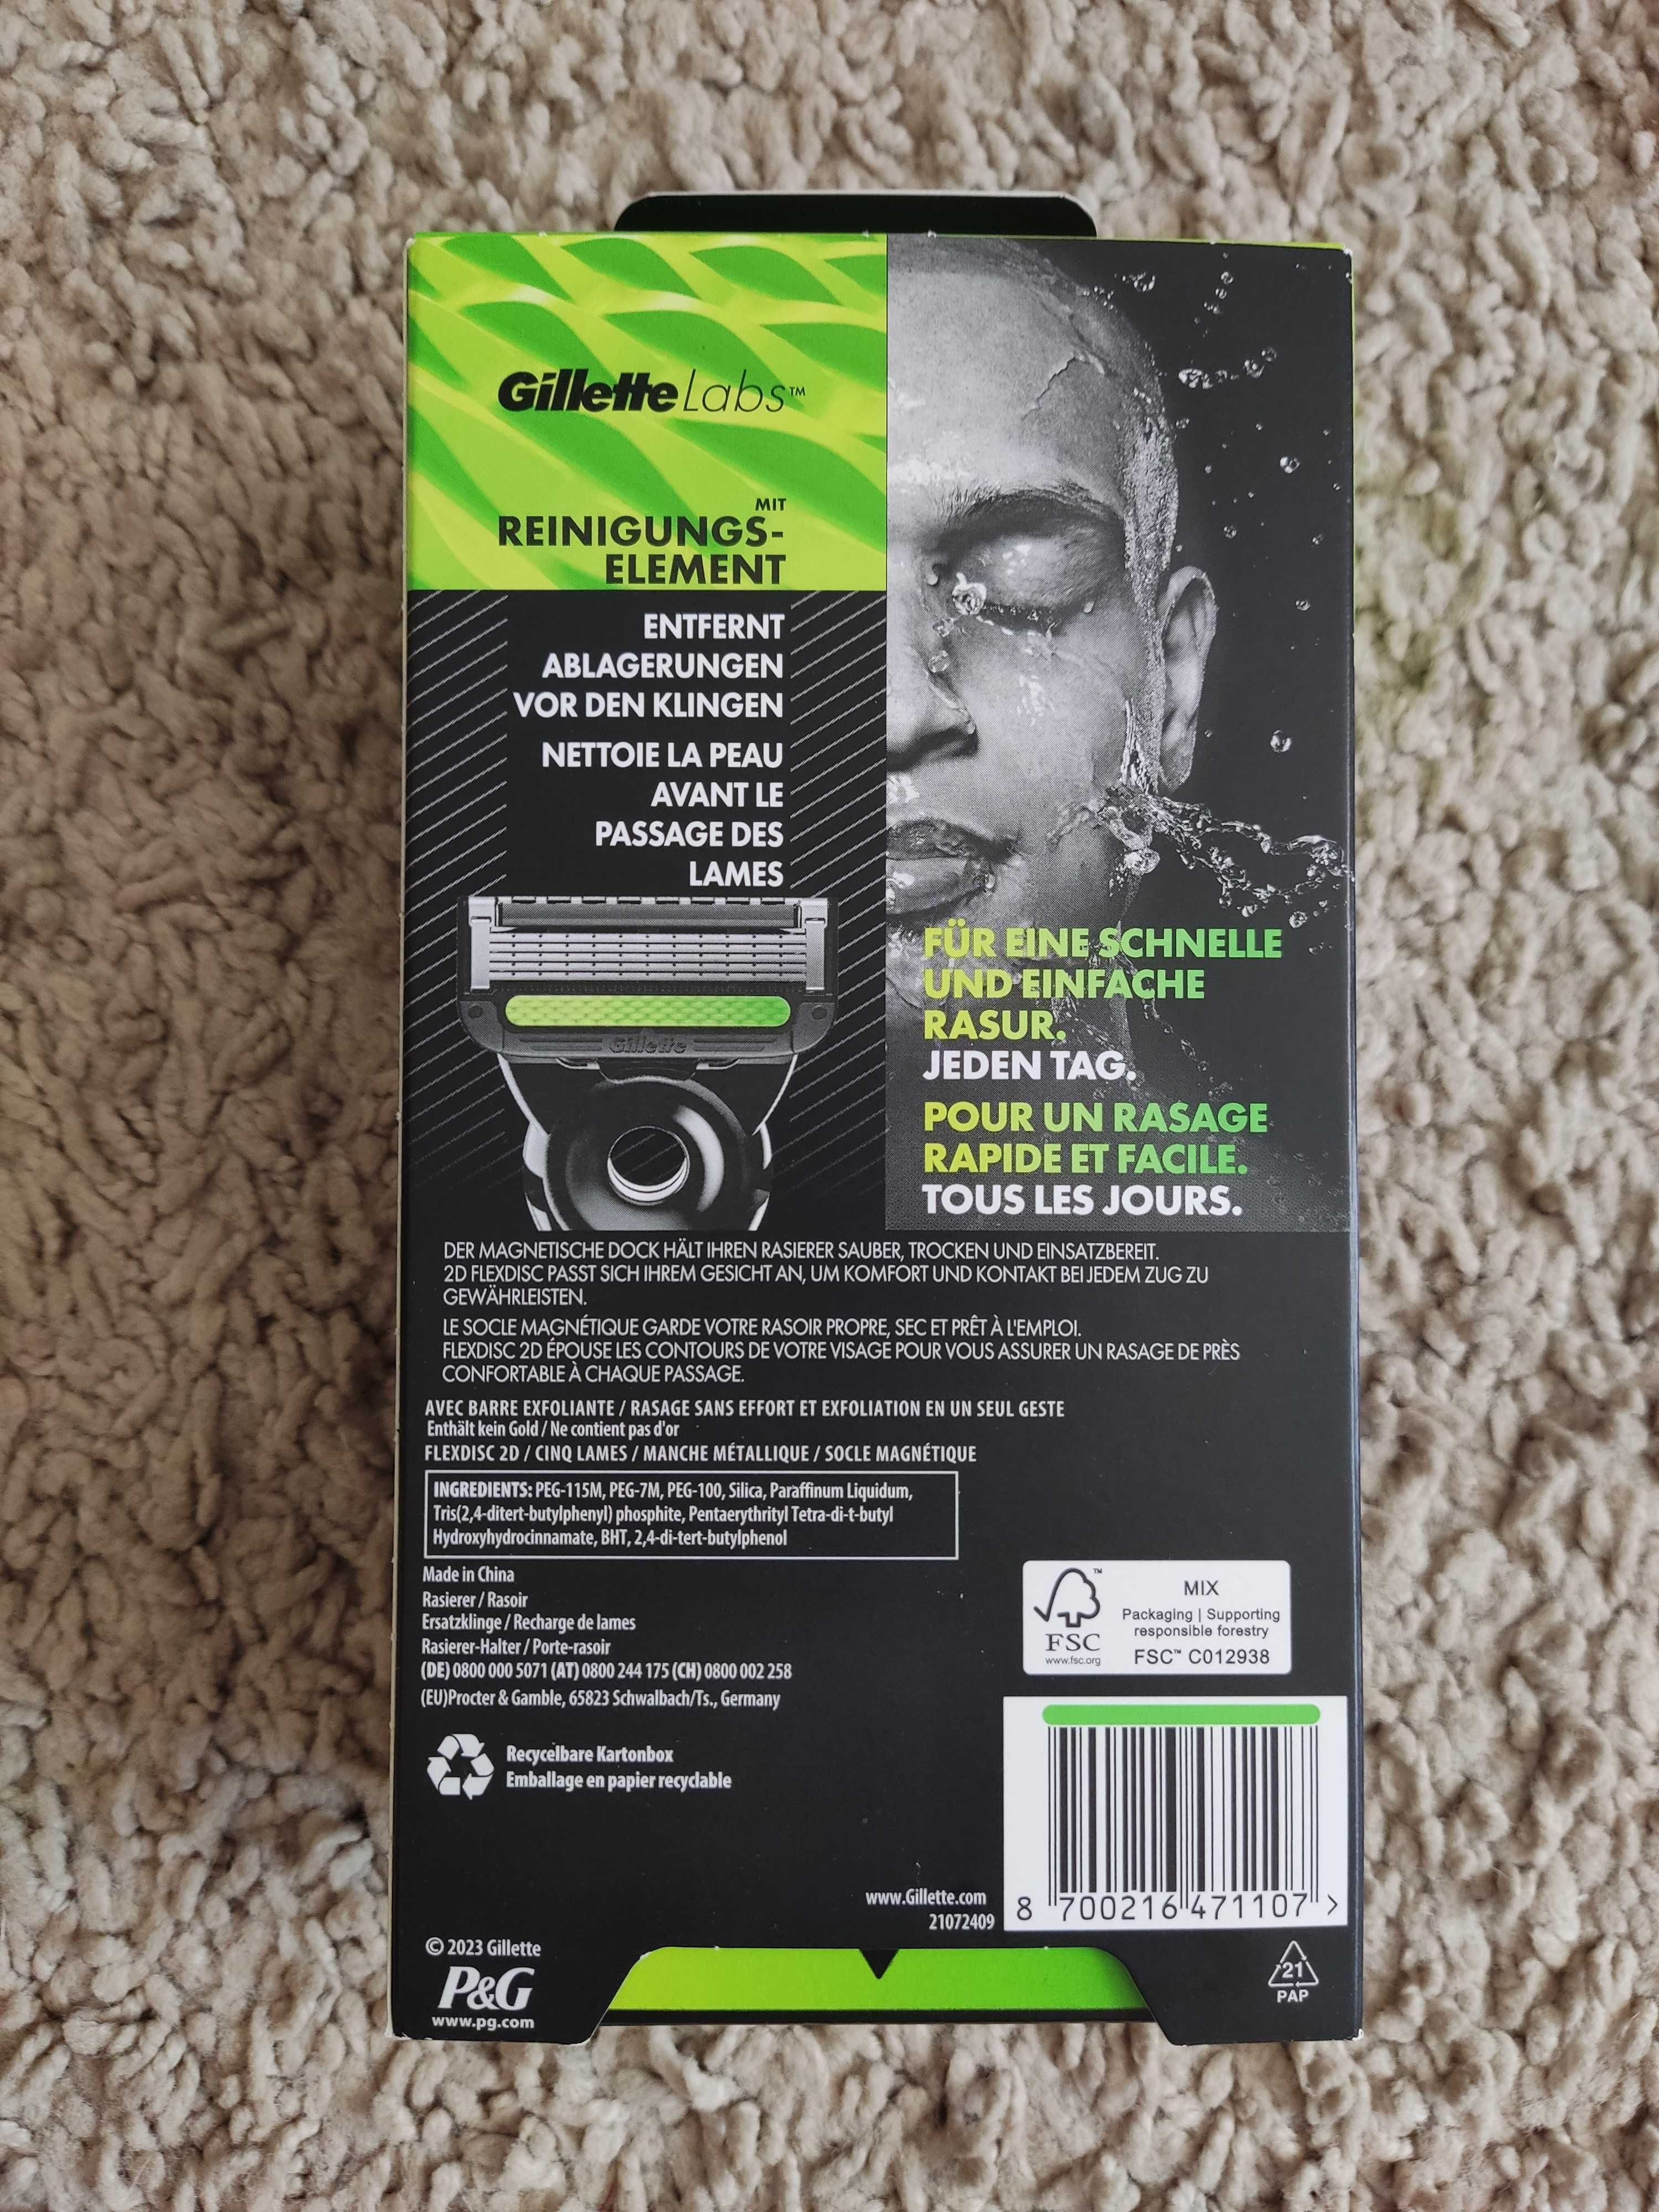 GilletteLabs™
MIT
REINIGUNGS-
ELEMENT
ENTFERNT
ABLAGERUNGEN
VOR DEN KLINGEN
NETTOIE LA PEAU
AVANT LE
PASSAGE DES
LAMES
Gillette
FÜR EINE SCHNELLE
UND EINFACHE
RASUR.
JEDEN TAG.
POUR UN RASAGE
RAPIDE ET FACILE.
TOUS LES JOURS.
DER MAGNETISCHE DOCK HÄLT IHREN RASIERER SAUBER, TROCKEN UND EINSATZBEREIT.
2D FLEXDISC PASST SICH IHREM GESICHT AN, UM KOMFORT UND KONTAKT BEI JEDEM ZUG ZU
GEWÄHRLEISTEN.
LE SOCLE MAGNÉTIQUE GARDE VOTRE RASOIR PROPRE, SEC ET PRÊT À L'EMPLOI.
FLEXDISC 2D ÉPOUSE LES CONTOURS DE VOTRE VISAGE POUR VOUS ASSURER UN RASAGE DE PRÈS
CONFORTABLE À CHAQUE PASSAGE.
AVEC BARRE EXFOLIANTE / RASAGE SANS EFFORT ET EXFOLIATION EN UN SEUL GESTE
Enthält kein Gold / Ne contient pas d'or
FLEXDISC 2D / CINQ LAMES / MANCHE MÉTALLIQUE / SOCLE MAGNÉTIQUE
INGREDIENTS: PEG-115M, PEG-7M, PEG-100, Silica, Paraffinum Liquidum,
Tris(2,4-ditert-butylphenyl) phosphite, Pentaerythrityl Tetra-di-t-butyl
Hydroxyhydrocinnamate, BHT, 2,4-di-tert-butylphenol
Made in China
Rasierer / Rasoir
Ersatzklinge / Recharge de lames
Rasierer-Halter / Porte-rasoir
(DE) 0800 000 5071 (AT) 0800 244 175 (CH) 0800 002 258
(EU)Procter & Gamble, 65823 Schwalbach/Ts., Germany
Recycelbare Kartonbox
Emballage en papier recyclable
™
FSC
www.fsc.org
MIX
Packaging | Supporting
responsible forestry
FSC™ C012938
www.Gillette.com
21072409
8 700216 471107 >
© 2023 Gillette
P&G
www.pg.com
21
PAP